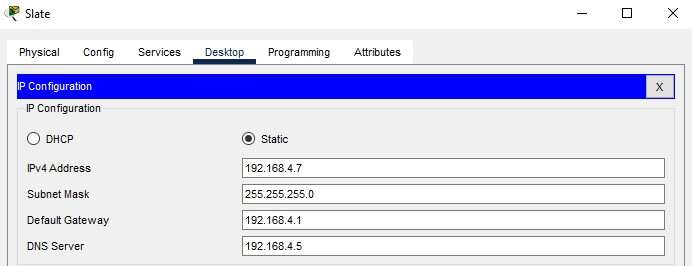 Slate
Physical Config Services Desktop Programming Attributes
IP Configuration X
IP Configuration
DHCP Static
IPv4 Address 192.168.4.7
Subnet Mask 255.255.255.0
Default Gateway 192.168.4.1
DNS Server 192.168.4.5